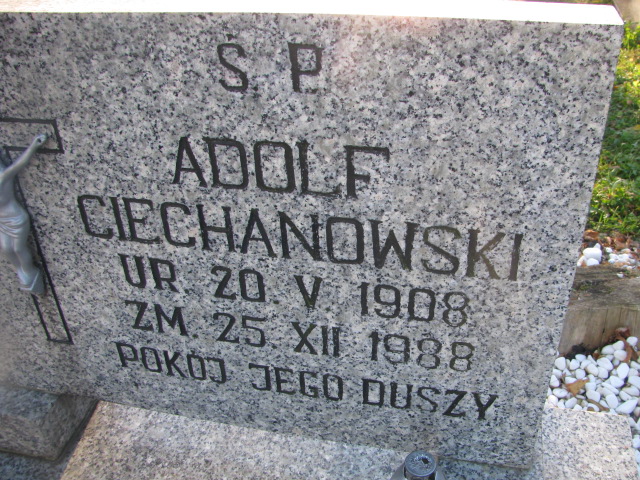 Ś. P.
ADOLF
CIECHANOWSKI
UR. 20. V 1908
ZM. 25. XII 1988
POKÓJ JEGO DUSZY